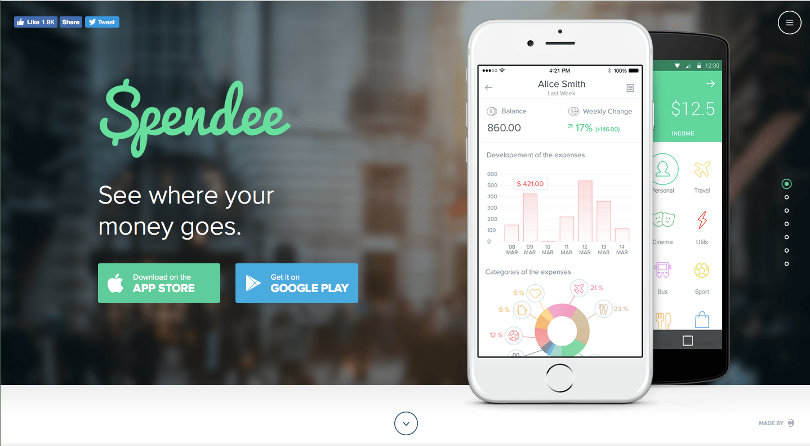 Like 1.9K Share Tweet
Spendee
See where your
money goes.
Download on the
APP STORE
Get it on
GOOGLE PLAY
4:21 PM 100%
Alice Smith
Last Week
Balance
Weekly Change
860.00
17% (+146.00)
Developement of the expenses
$ 421.00
600
500
400
300
200
100
0
08 09 10 11 12 13 14
MAR MAR MAR MAR MAR MAR MAR
Categories of the expenses
21 %
23 %
9 %
12 %
12:30
$12.5
INCOME
Personal Travel
Cinema Utils
Bus Sport
MADE BY